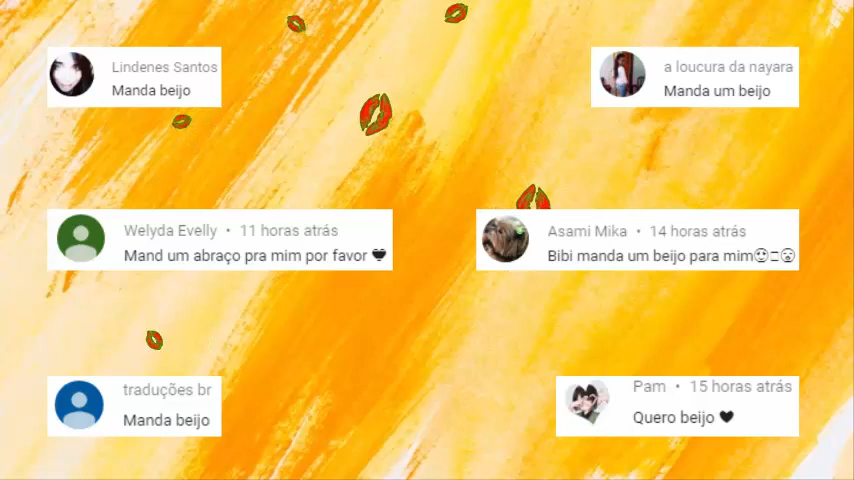 Lindenes Santos
Manda beijo
a loucura da nayara
Manda um beijo
Welyda Evelly • 11 horas atrás
Mand um abraço pra mim por favor 🖤
Asami Mika • 14 horas atrás
Bibi manda um beijo para mim
traduções br
Manda beijo
Pam • 15 horas atrás
Quero beijo 🖤